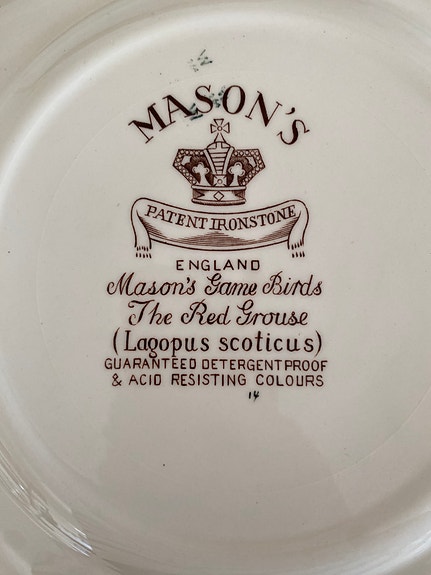 MASON'S
PATENT IRONSTONE
ENGLAND
Mason's Game Birds
The Red Grouse
(Lagopus scoticus)
GUARANTEED DETERGENT PROOF
& ACID RESISTING COLOURS
14